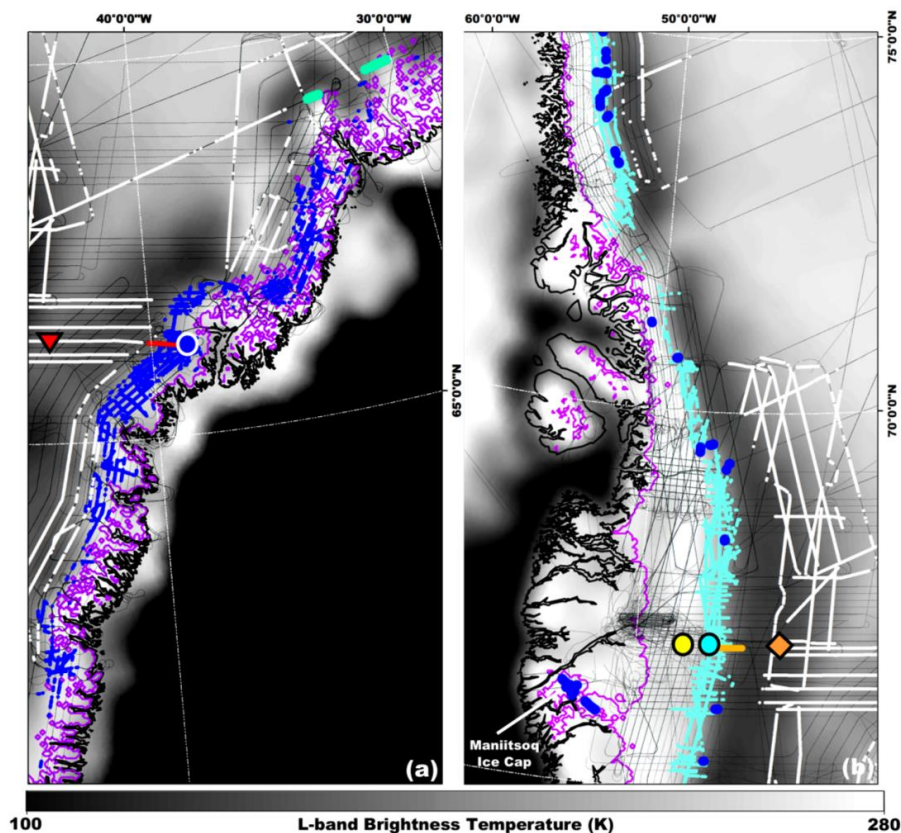 40°0'0"W
30°0'0"W
60°0'0"W
50°0'0"W
75°0'0"N
65°0'0"N
70°0'0"N
Maniitsoq
Ice Cap
(a)
(b)
100
L-band Brightness Temperature (K)
280